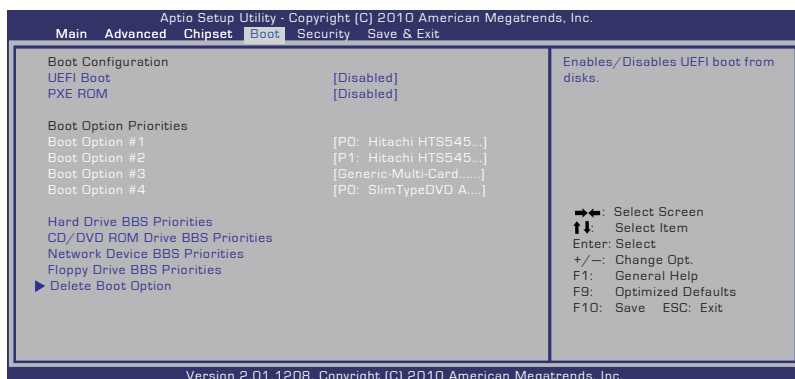 Aptio Setup Utility - Copyright (C) 2010 American Megatrends, Inc.
Main Advanced Chipset Boot Security Save & Exit
Boot Configuration
UEFI Boot [Disabled]
PXE ROM [Disabled]
Boot Option Priorities
Boot Option #1 [P0: Hitachi HTS545...]
Boot Option #2 [P1: Hitachi HTS545...]
Boot Option #3 [Generic-Multi-Card......]
Boot Option #4 [P0: SlimTypeDVD A....]
Hard Drive BBS Priorities
CD/DVD ROM Drive BBS Priorities
Network Device BBS Priorities
Floppy Drive BBS Priorities
Delete Boot Option
Enables/Disables UEFI boot from
disks.
→←: Select Screen
↑↓: Select Item
Enter: Select
+/—: Change Opt.
F1: General Help
F9: Optimized Defaults
F10: Save ESC: Exit
Version 2.01.1208. Copyright (C) 2010 American Megatrends, Inc.